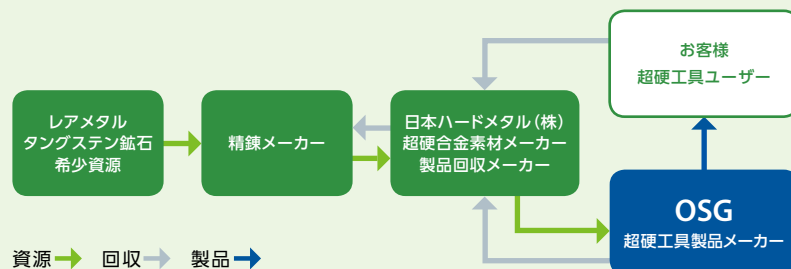 お客様
超硬工具ユーザー
レアメタル
タングステン鉱石
希少資源
精錬メーカー
日本ハードメタル(株)
超硬合金素材メーカー
製品回収メーカー
OSG
超硬工具製品メーカー
資源 回収 製品